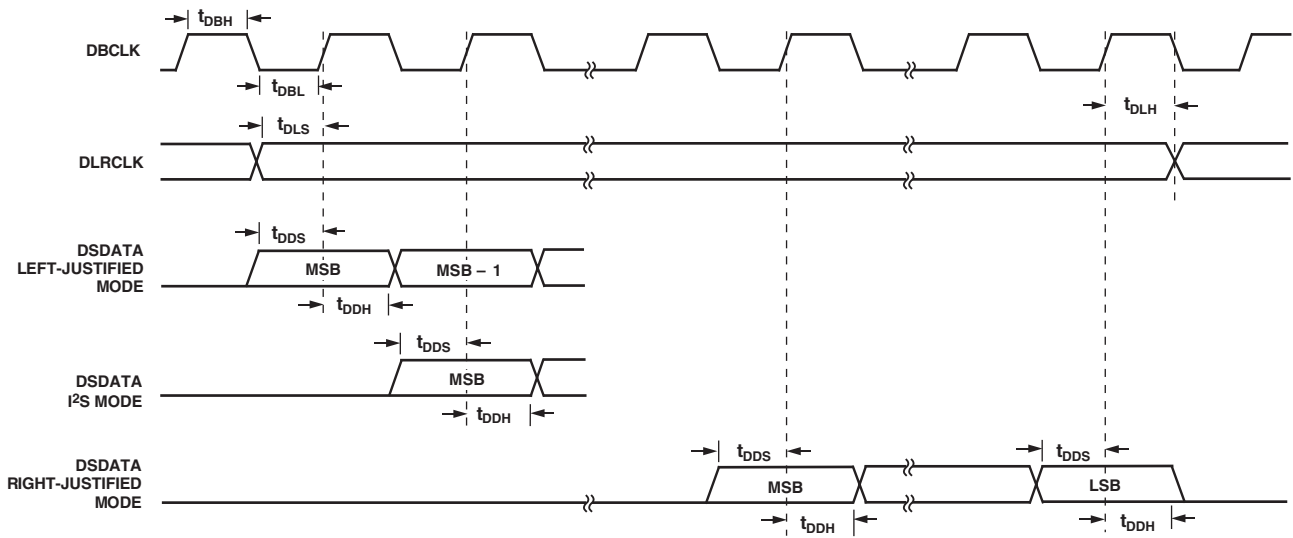 tDBH
DBCLK
tDBL
tDLH
tDLS
DLRCLK
tDDS
DSDATA
LEFT-JUSTIFIED
MODE
MSB
MSB – 1
tDDH
tDDS
DSDATA
I²S MODE
MSB
tDDH
DSDATA
RIGHT-JUSTIFIED
MODE
tDDS
tDDS
MSB
LSB
tDDH
tDDH